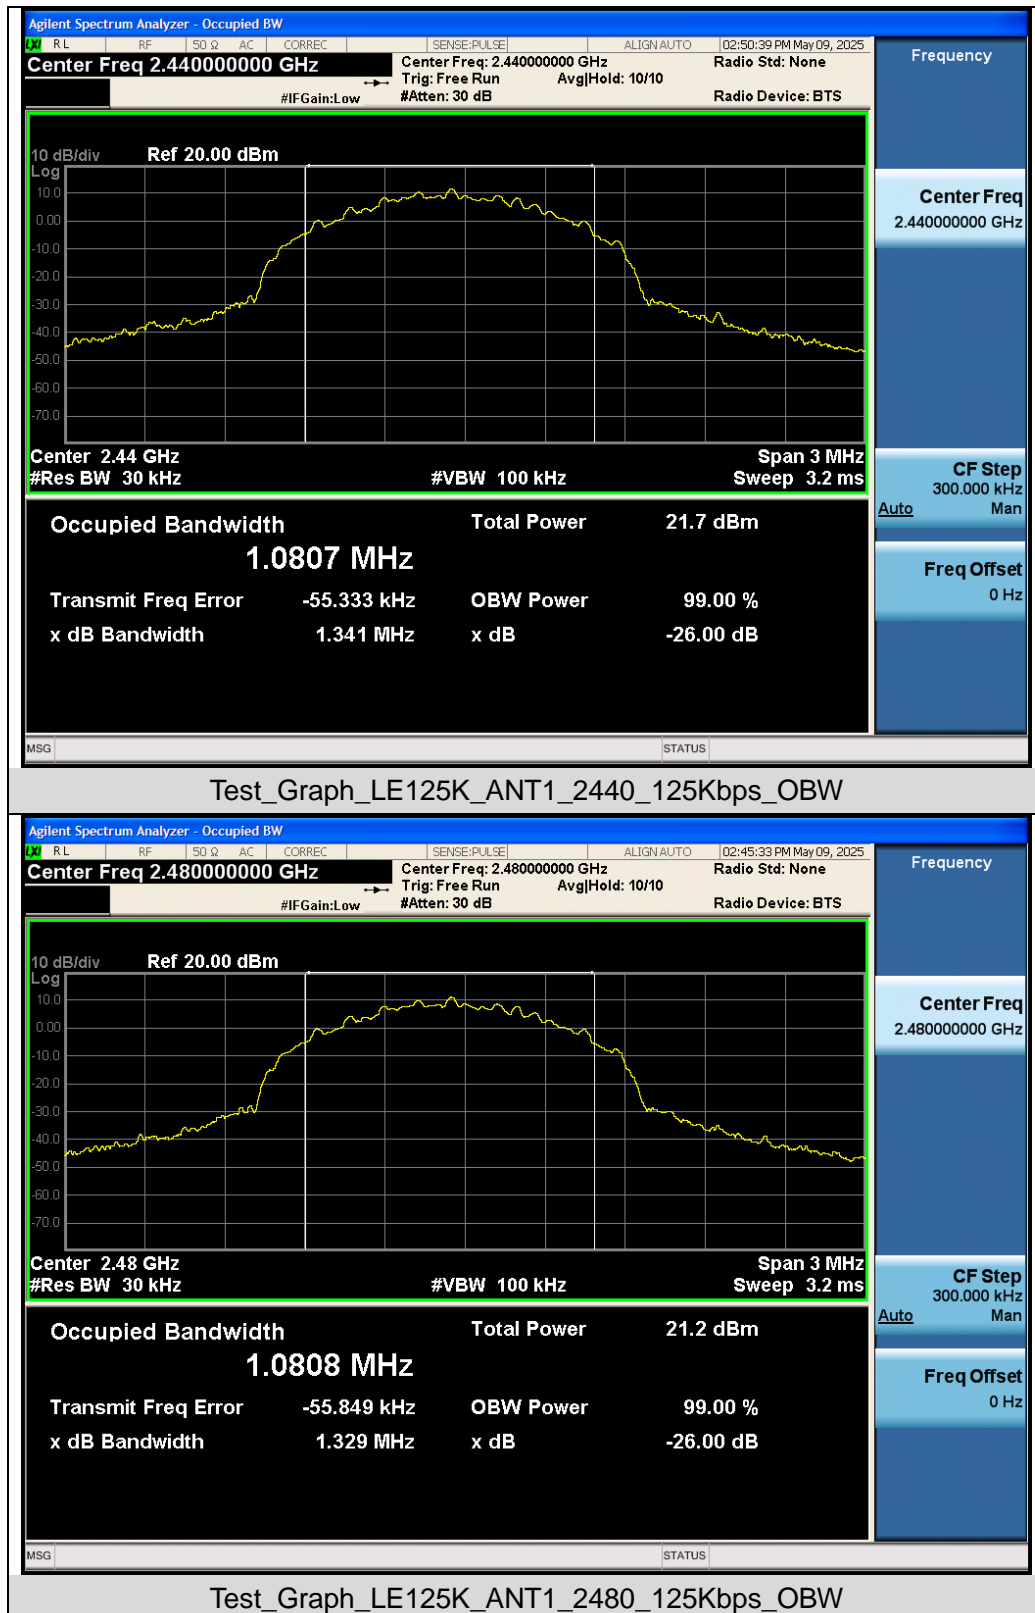 Agilent Spectrum Analyzer - Occupied BW
LXI RL RF 50 Ω AC CORREC SENSE:PULSE ALIGN AUTO 02:50:39 PM May 09, 2025
Center Freq 2.440000000 GHz
Center Freq: 2.440000000 GHz
Radio Std: None
Trig: Free Run Avg|Hold: 10/10
#IFGain:Low #Atten: 30 dB Radio Device: BTS
Frequency
10 dB/div Ref 20.00 dBm
Log
10.0
0.00
-10.0
-20.0
-30.0
-40.0
-50.0
-60.0
-70.0
Center 2.44 GHz Span 3 MHz
#Res BW 30 kHz #VBW 100 kHz Sweep 3.2 ms
Center Freq
2.440000000 GHz
CF Step
300.000 kHz
Auto Man
Freq Offset
0 Hz
Occupied Bandwidth Total Power 21.7 dBm
1.0807 MHz
Transmit Freq Error -55.333 kHz OBW Power 99.00 %
x dB Bandwidth 1.341 MHz x dB -26.00 dB
MSG STATUS
Test_Graph_LE125K_ANT1_2440_125Kbps_OBW
Agilent Spectrum Analyzer - Occupied BW
LXI RL RF 50 Ω AC CORREC SENSE:PULSE ALIGN AUTO 02:45:33 PM May 09, 2025
Center Freq 2.480000000 GHz
Center Freq: 2.480000000 GHz
Radio Std: None
Trig: Free Run Avg|Hold: 10/10
#IFGain:Low #Atten: 30 dB Radio Device: BTS
Frequency
10 dB/div Ref 20.00 dBm
Log
10.0
0.00
-10.0
-20.0
-30.0
-40.0
-50.0
-60.0
-70.0
Center 2.48 GHz Span 3 MHz
#Res BW 30 kHz #VBW 100 kHz Sweep 3.2 ms
Center Freq
2.480000000 GHz
CF Step
300.000 kHz
Auto Man
Freq Offset
0 Hz
Occupied Bandwidth Total Power 21.2 dBm
1.0808 MHz
Transmit Freq Error -55.849 kHz OBW Power 99.00 %
x dB Bandwidth 1.329 MHz x dB -26.00 dB
MSG STATUS
Test_Graph_LE125K_ANT1_2480_125Kbps_OBW